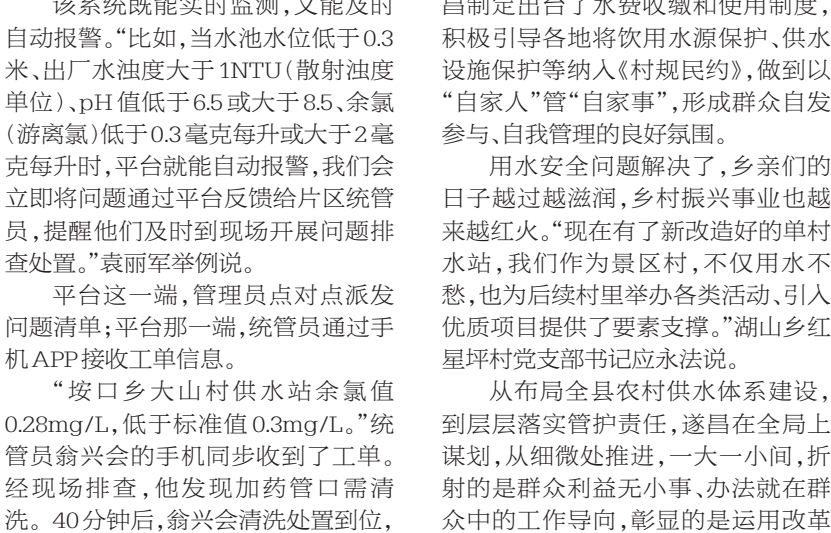 该系统既能实时监测，又能及时
自动报警。“比如，当水池水位低于0.3
米、出厂水浊度大于1NTU（散射浊度
单位）、pH值低于6.5或大于8.5、余氯
（游离氯）低于0.3毫克每升或大于2毫
克每升时，平台就能自动报警，我们会
立即将问题通过平台反馈给片区统管
员，提醒他们及时到现场开展问题排
查处置。”袁丽军举例说。
平台这一端，管理员点对点派发
问题清单；平台那一端，统管员通过手
机APP接收工单信息。
“垵口乡大山村供水站余氯值
0.28mg/L，低于标准值0.3mg/L。”统
管员翁兴会的手机同步收到了工单。
经现场排查，他发现加药管口需清
洗。40分钟后，翁兴会清洗处置到位，
昌制定出台了水费收缴和使用制度，
积极引导各地将饮用水源保护、供水
设施保护等纳入《村规民约》，做到以
“自家人”管“自家事”，形成群众自发
参与、自我管理的良好氛围。
用水安全问题解决了，乡亲们的
日子越过越滋润，乡村振兴事业也越
来越红火。“现在有了新改造好的单村
水站，我们作为景区村，不仅用水不
愁，也为后续村里举办各类活动、引入
优质项目提供了要素支撑。”湖山乡红
星坪村党支部书记应永法说。
从布局全县农村供水体系建设，
到层层落实管护责任，遂昌在全局上
谋划，从细微处推进，一大一小间，折
射的是群众利益无小事、办法就在群
众中的工作导向，彰显的是运用改革